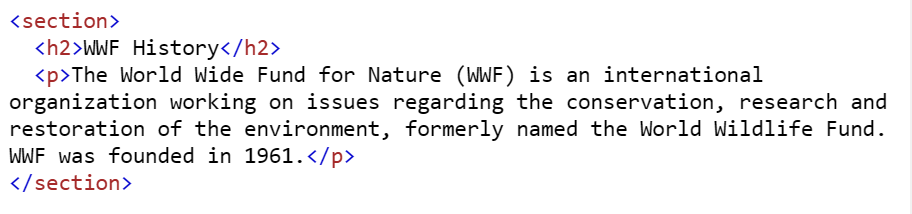 <section>
  <h2>WWF History</h2>
  <p>The World Wide Fund for Nature (WWF) is an international
organization working on issues regarding the conservation, research and
restoration of the environment, formerly named the World Wildlife Fund.
WWF was founded in 1961.</p>
</section>